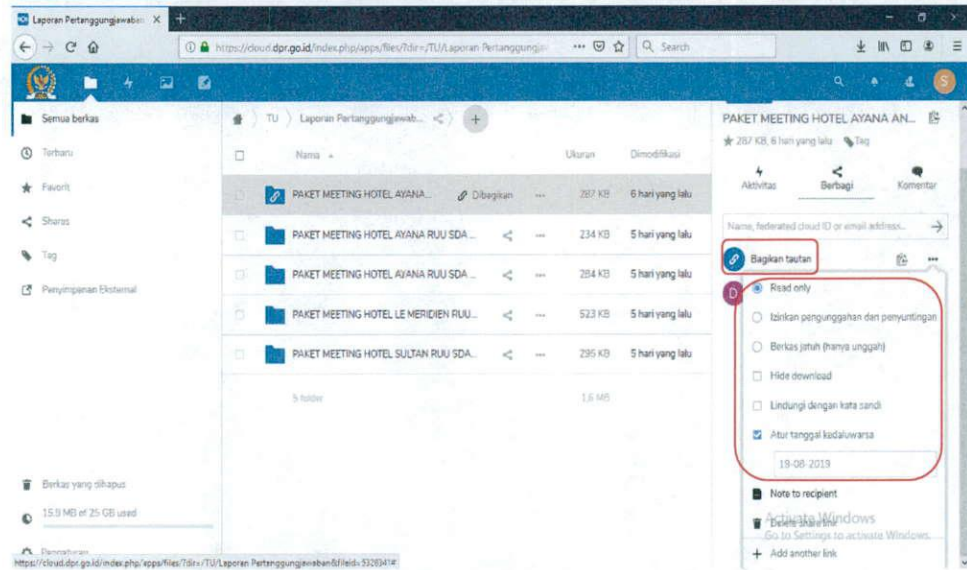 Laporan Pertanggungjawaban
https://cloud.dpr.go.id/index.php/apps/files/?dir=/TU/Laporan Pertanggungja
Search
S
Semua berkas
Terbaru
Favorit
Shares
Tag
Penyimpanan Eksternal
Berkas yang dihapus
15.8 MB of 25 GB used
Pengaturan
TU
Laporan Pertanggungjawab...
+
Nama
Ukuran
Dimodifikasi
PAKET MEETING HOTEL AYANA... Dibagikan ... 287 KB 6 hari yang lalu
PAKET MEETING HOTEL AYANA RUU SDA ... ... 234 KB 5 hari yang lalu
PAKET MEETING HOTEL AYANA RUU SDA ... ... 284 KB 5 hari yang lalu
PAKET MEETING HOTEL LE MERIDIEN RUU... ... 523 KB 5 hari yang lalu
PAKET MEETING HOTEL SULTAN RUU SDA... ... 295 KB 5 hari yang lalu
5 folder 1,6 MB
PAKET MEETING HOTEL AYANA AN...
287 KB, 6 hari yang lalu Tag
Aktivitas
Berbagi
Komentar
Name, federated cloud ID or email address...
Bagikan tautan
D
Read only
Izinkan pengunggahan dan penyuntingan
Berkas jatuh (hanya unggah)
Hide download
Lindungi dengan kata sandi
Atur tanggal kedaluwarsa
19-08-2019
Note to recipient
Delete share link
Activate Windows
Go to Settings to activate Windows.
+ Add another link
https://cloud.dpr.go.id/index.php/apps/files/?dir=/TU/Laporan Pertanggungjawaban&fileid=5328341#